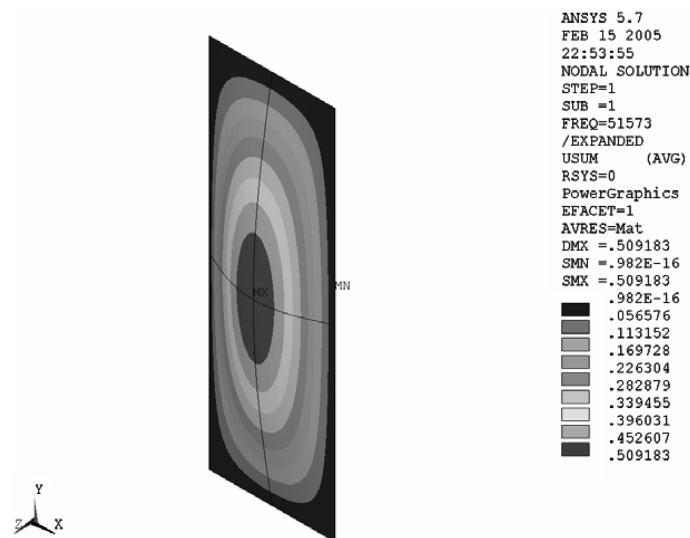 ANSYS 5.7
FEB 15 2005
22:53:55
NODAL SOLUTION
STEP=1
SUB =1
FREQ=51573
/EXPANDED
USUM (AVG)
RSYS=0
PowerGraphics
EFACET=1
AVRES=Mat
DMX =.509183
SMN =.982E-16
SMX =.509183
.982E-16
.056576
.113152
.169728
.226304
.282879
.339455
.396031
.452607
.509183
MX
MN
Y
Z X